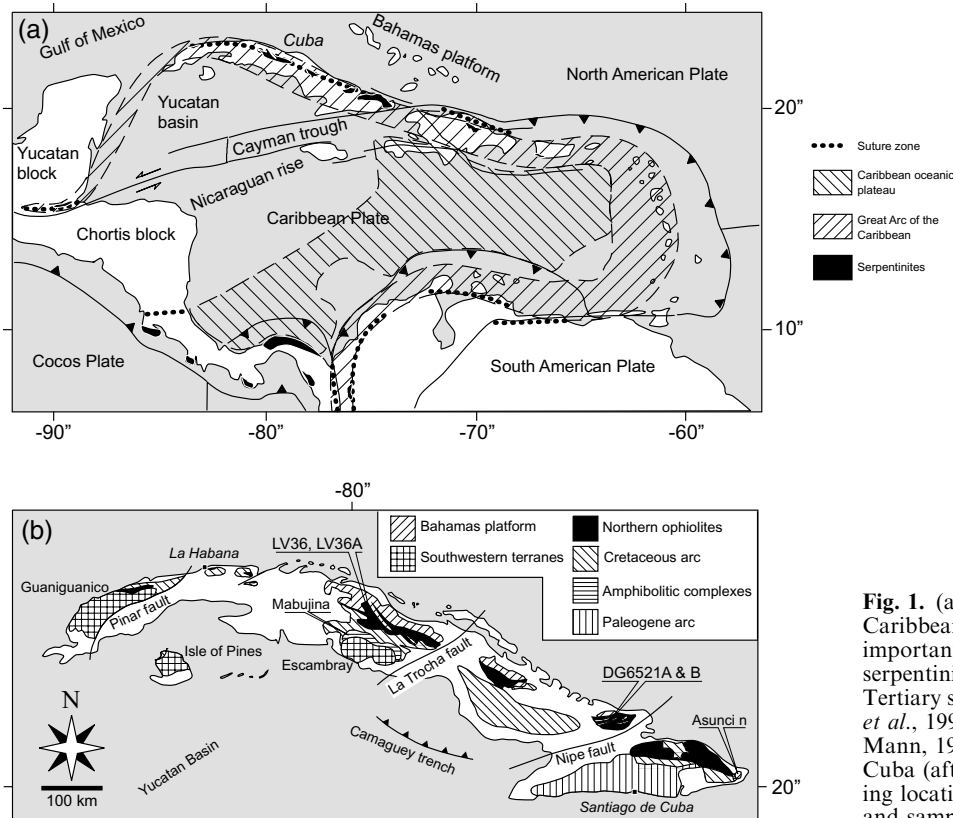 (a)
Gulf of Mexico
Cuba
Bahamas platform
North American Plate
Yucatan
basin
20”
Cayman trough
Yucatan
block
Nicaraguan rise
Caribbean Plate
Chortis block
10”
Cocos Plate
South American Plate
-90”
-80”
-70”
-60”
Suture zone
Caribbean oceanic
plateau
Great Arc of the
Caribbean
Serpentinites
-80”
(b)
Bahamas platform
Southwestern terranes
Northern ophiolites
Cretaceous arc
Amphibolitic complexes
Paleogene arc
La Habana
LV36, LV36A
Guaniguanico
Pinar fault
Mabujina
Isle of Pines
Escambray
La Trocha fault
DG6521A & B
Asunci n
N
Camaguey trench
Nipe fault
Yucatan Basin
100 km
Santiago de Cuba
20”
Fig. 1. (a
Caribbean
importan
serpentini
Tertiary s
et al., 199
Mann, 19
Cuba (afte
ing locatio
and samp